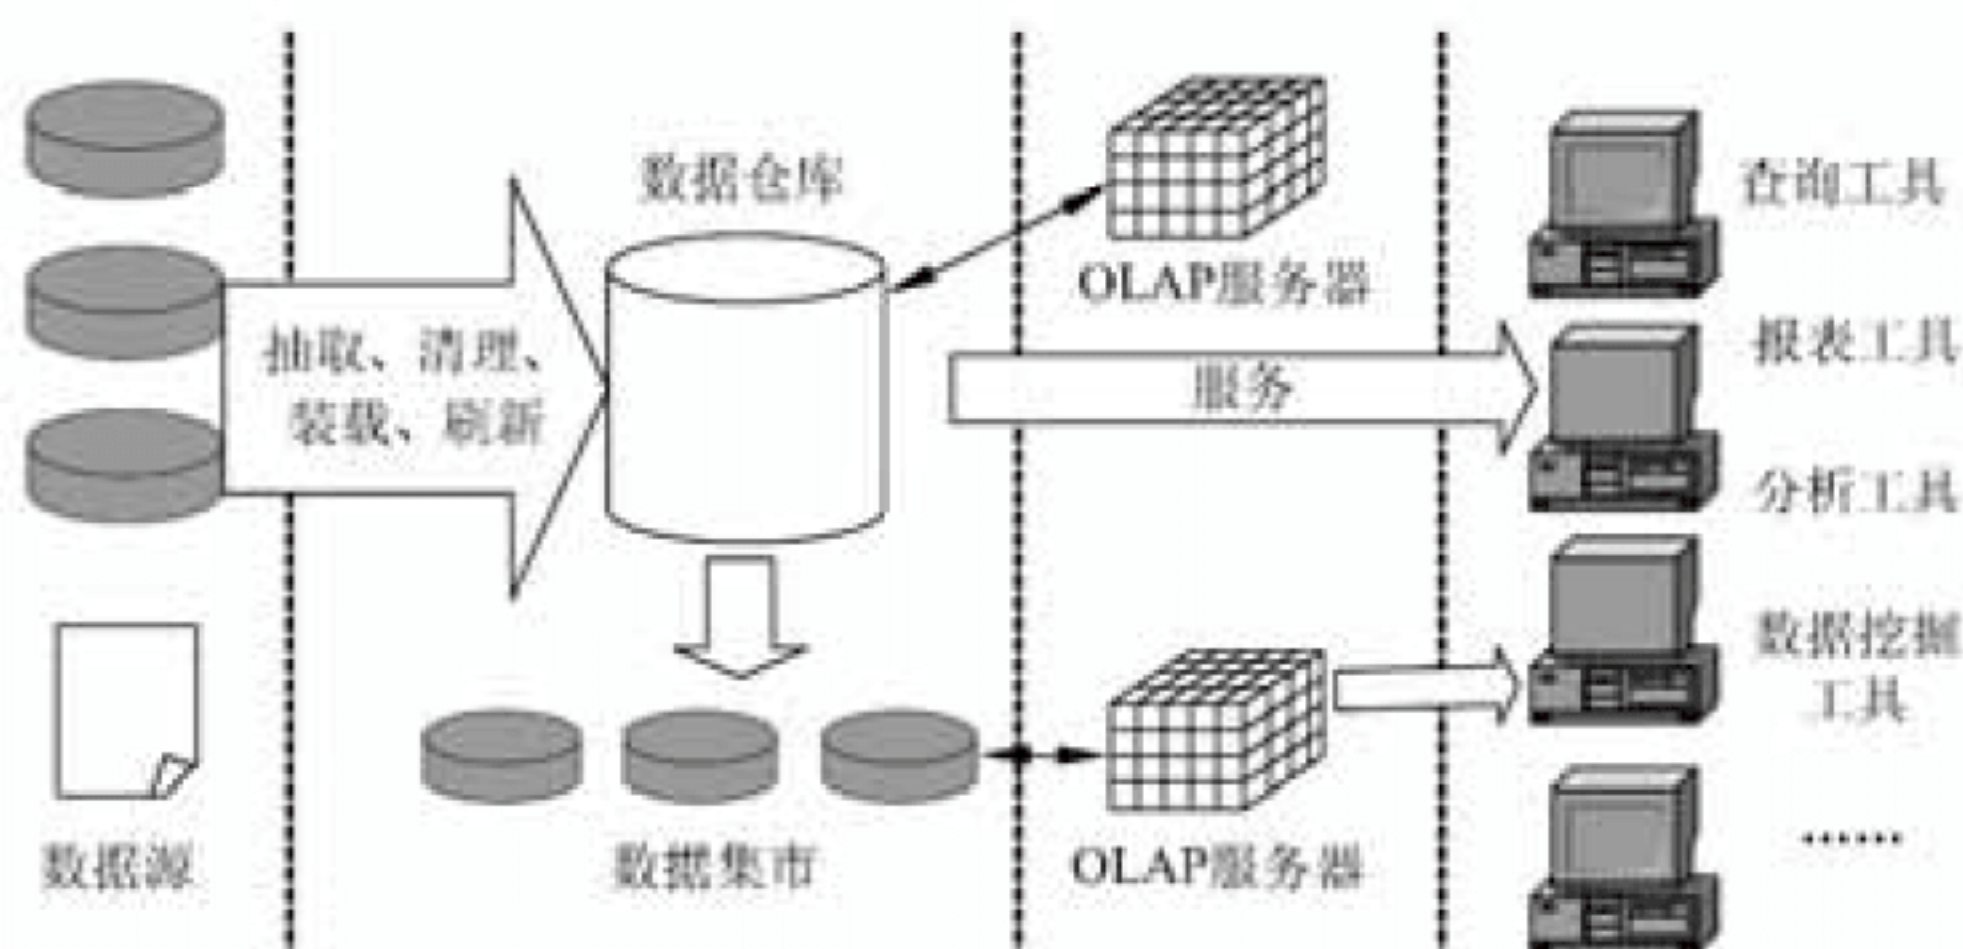 数据仓库
查询工具
OLAP服务器
抽取、清理、
装载、刷新
服务
报表工具
分析工具
数据挖掘
工具
数据源
数据集市
OLAP服务器
……